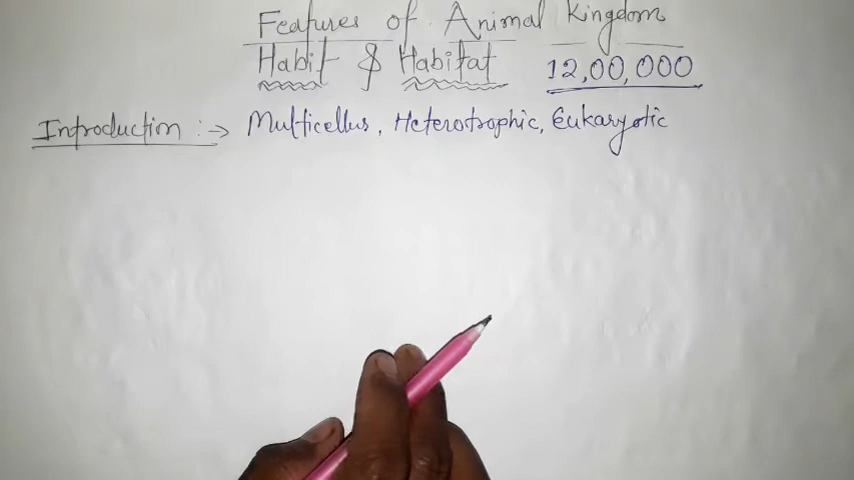 Features of Animal Kingdom
Habit & Habitat 12,00,000
Introduction :-> Multicellus, Heterotrophic, Eukaryotic